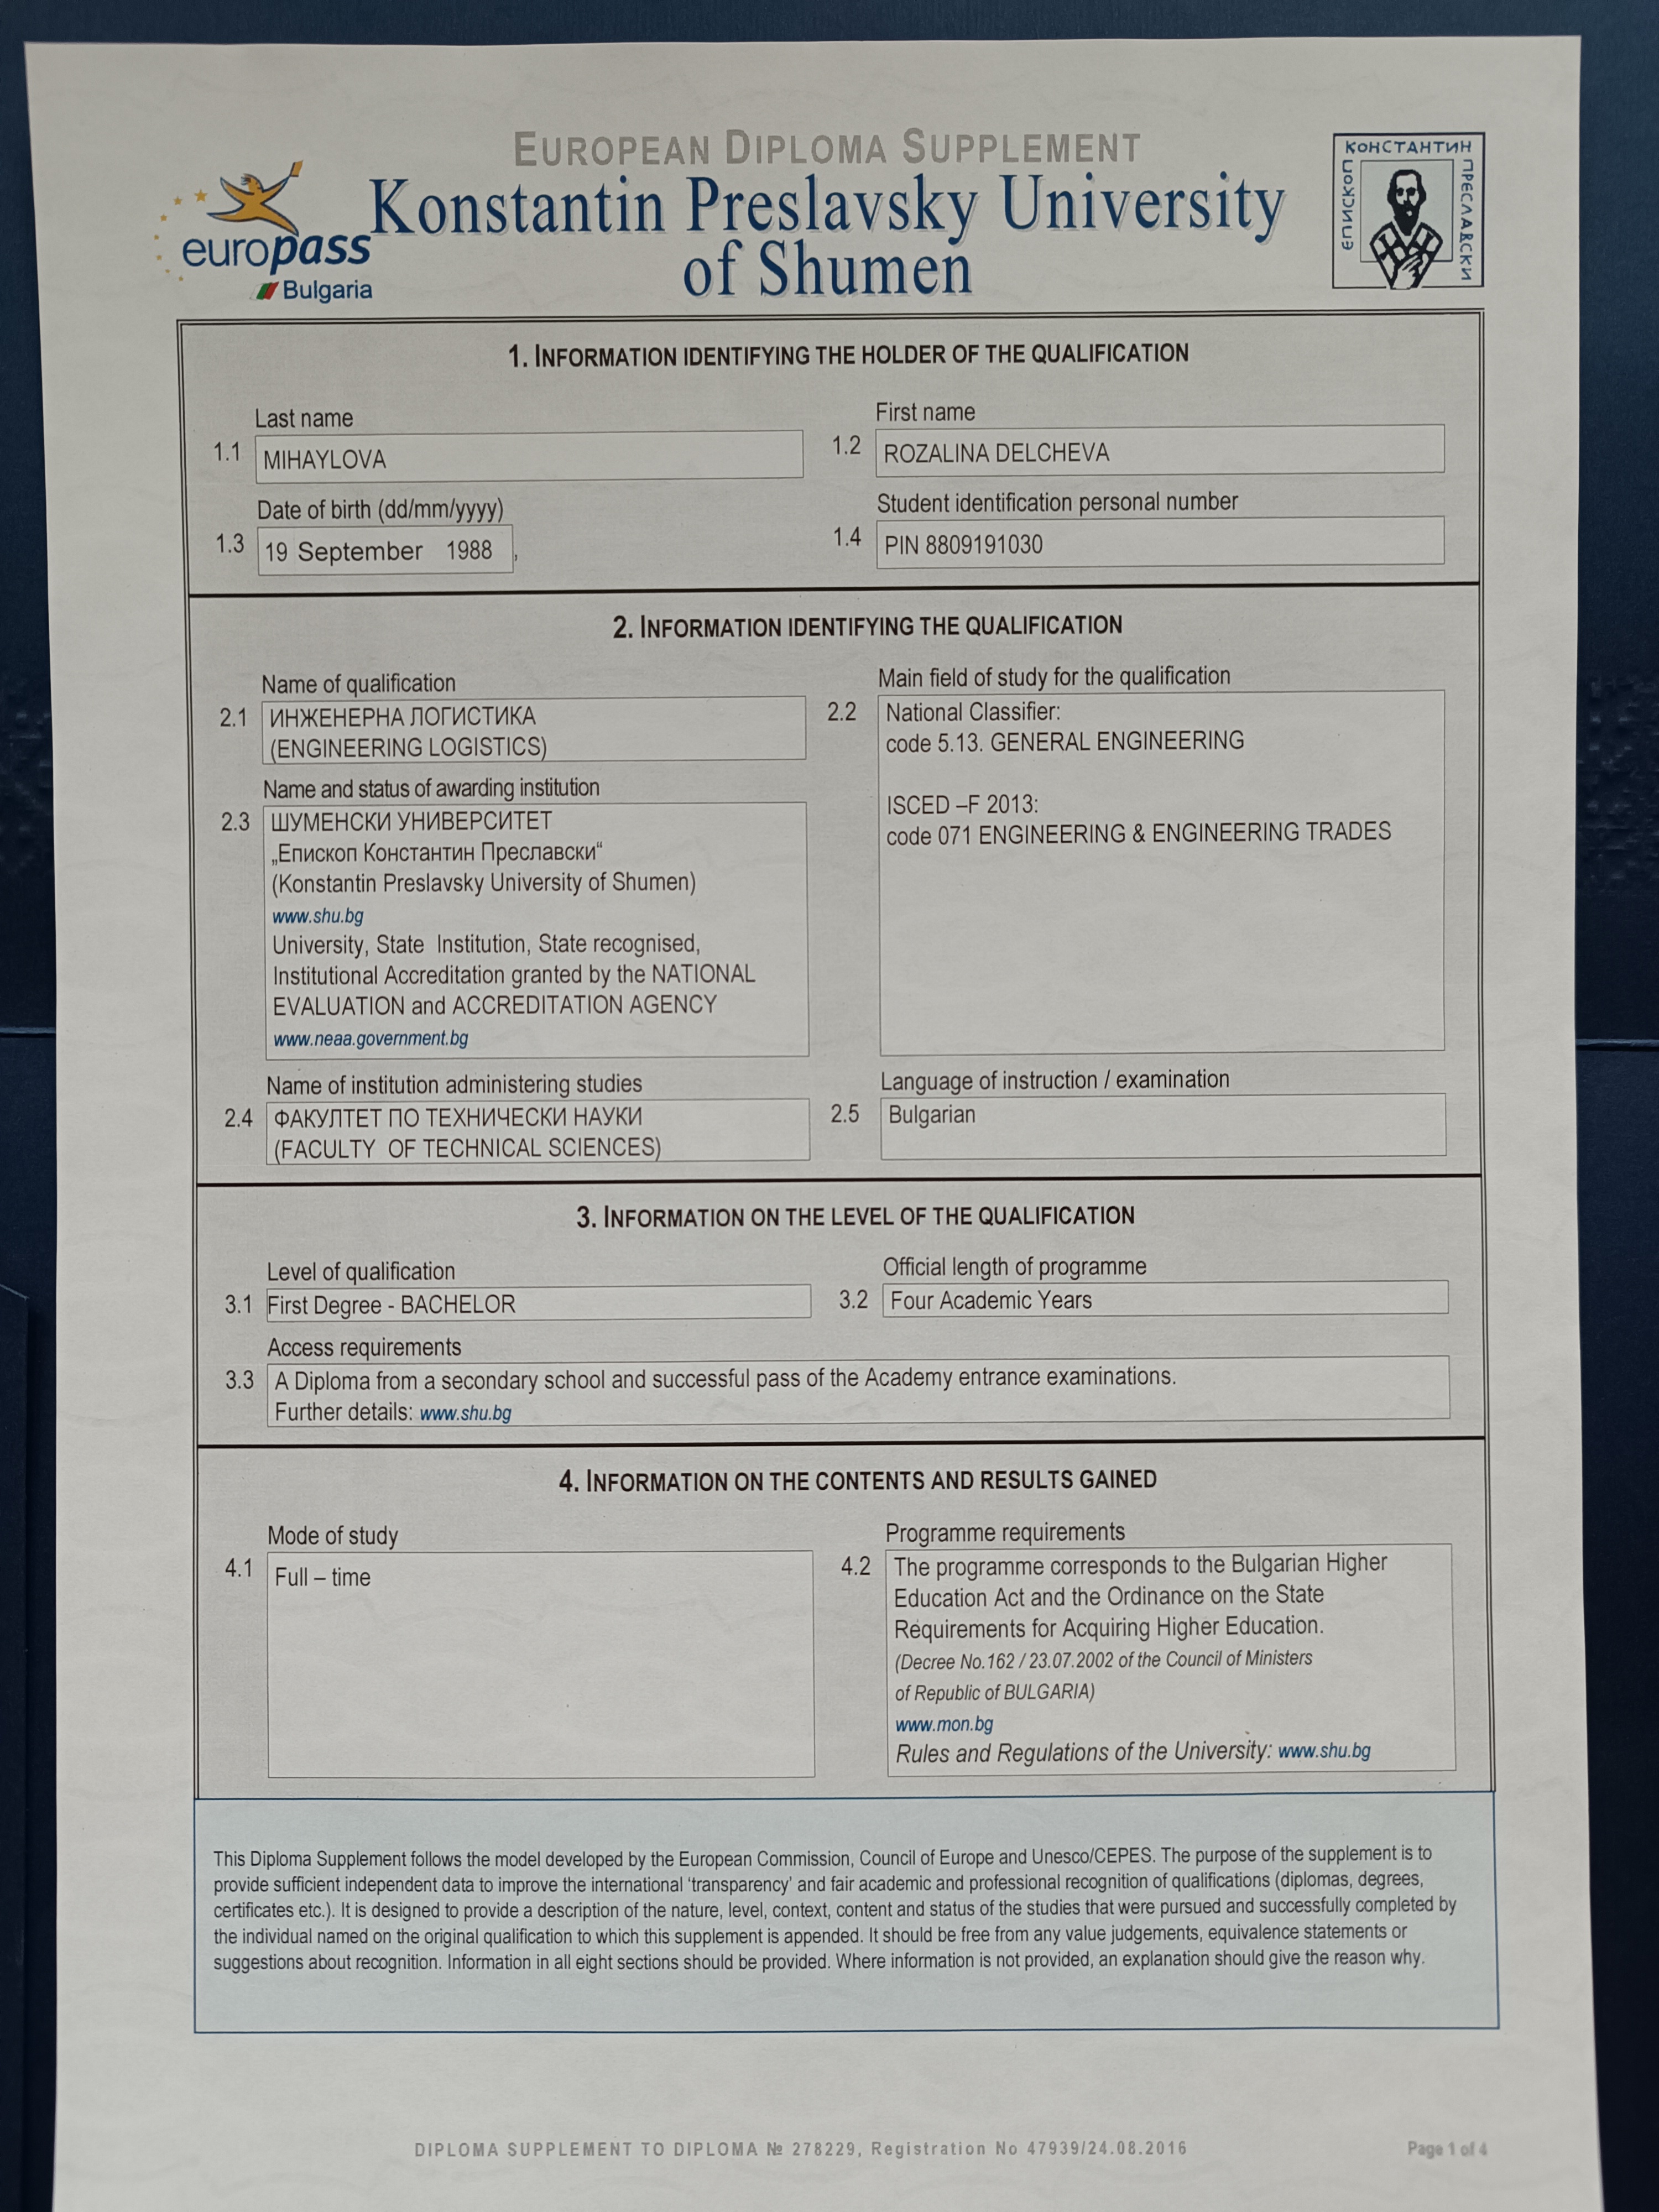 EUROPEAN DIPLOMA SUPPLEMENT
Konstantin Preslavsky University
of Shumen
europass
Bulgaria
ЕПИСКОП
КОНСТАНТИН
ПРЕСЛАВСКИ
1. INFORMATION IDENTIFYING THE HOLDER OF THE QUALIFICATION
Last name
1.1 MIHAYLOVA
First name
1.2 ROZALINA DELCHEVA
Date of birth (dd/mm/yyyy)
1.3 19 September 1988 ,
Student identification personal number
1.4 PIN 8809191030
2. INFORMATION IDENTIFYING THE QUALIFICATION
Name of qualification
2.1 ИНЖЕНЕРНА ЛОГИСТИКА
(ENGINEERING LOGISTICS)
Main field of study for the qualification
2.2 National Classifier:
code 5.13. GENERAL ENGINEERING
ISCED –F 2013:
code 071 ENGINEERING & ENGINEERING TRADES
Name and status of awarding institution
2.3 ШУМЕНСКИ УНИВЕРСИТЕТ
„Епископ Константин Преславски“
(Konstantin Preslavsky University of Shumen)
www.shu.bg
University, State Institution, State recognised,
Institutional Accreditation granted by the NATIONAL
EVALUATION and ACCREDITATION AGENCY
www.neaa.government.bg
Name of institution administering studies
2.4 ФАКУЛТЕТ ПО ТЕХНИЧЕСКИ НАУКИ
(FACULTY OF TECHNICAL SCIENCES)
Language of instruction / examination
2.5 Bulgarian
3. INFORMATION ON THE LEVEL OF THE QUALIFICATION
Level of qualification
3.1 First Degree - BACHELOR
Official length of programme
3.2 Four Academic Years
Access requirements
3.3 A Diploma from a secondary school and successful pass of the Academy entrance examinations.
Further details: www.shu.bg
4. INFORMATION ON THE CONTENTS AND RESULTS GAINED
Mode of study
4.1 Full – time
Programme requirements
4.2 The programme corresponds to the Bulgarian Higher
Education Act and the Ordinance on the State
Requirements for Acquiring Higher Education.
(Decree No.162 / 23.07.2002 of the Council of Ministers
of Republic of BULGARIA)
www.mon.bg
Rules and Regulations of the University: www.shu.bg
This Diploma Supplement follows the model developed by the European Commission, Council of Europe and Unesco/CEPES. The purpose of the supplement is to
provide sufficient independent data to improve the international ‘transparency’ and fair academic and professional recognition of qualifications (diplomas, degrees,
certificates etc.). It is designed to provide a description of the nature, level, context, content and status of the studies that were pursued and successfully completed by
the individual named on the original qualification to which this supplement is appended. It should be free from any value judgements, equivalence statements or
suggestions about recognition. Information in all eight sections should be provided. Where information is not provided, an explanation should give the reason why.
DIPLOMA SUPPLEMENT TO DIPLOMA № 278229, Registration No 47939/24.08.2016
Page 1 of 4